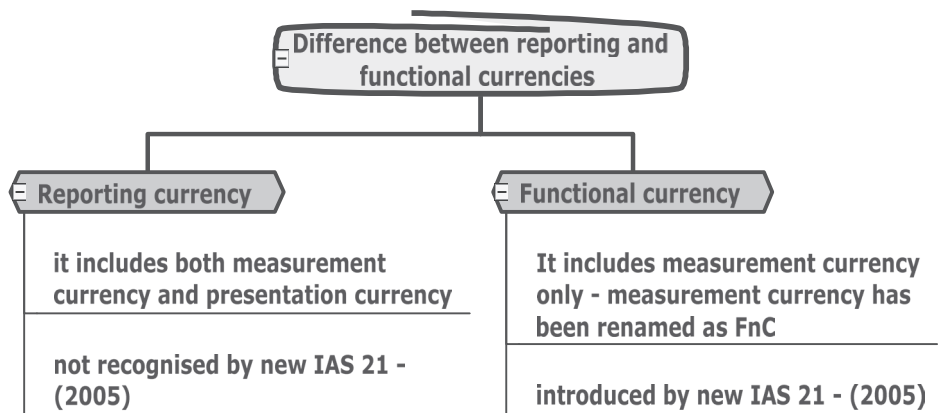 Difference between reporting and
functional currencies
Reporting currency
it includes both measurement
currency and presentation currency
not recognised by new IAS 21 -
(2005)
Functional currency
It includes measurement currency
only - measurement currency has
been renamed as FnC
introduced by new IAS 21 - (2005)